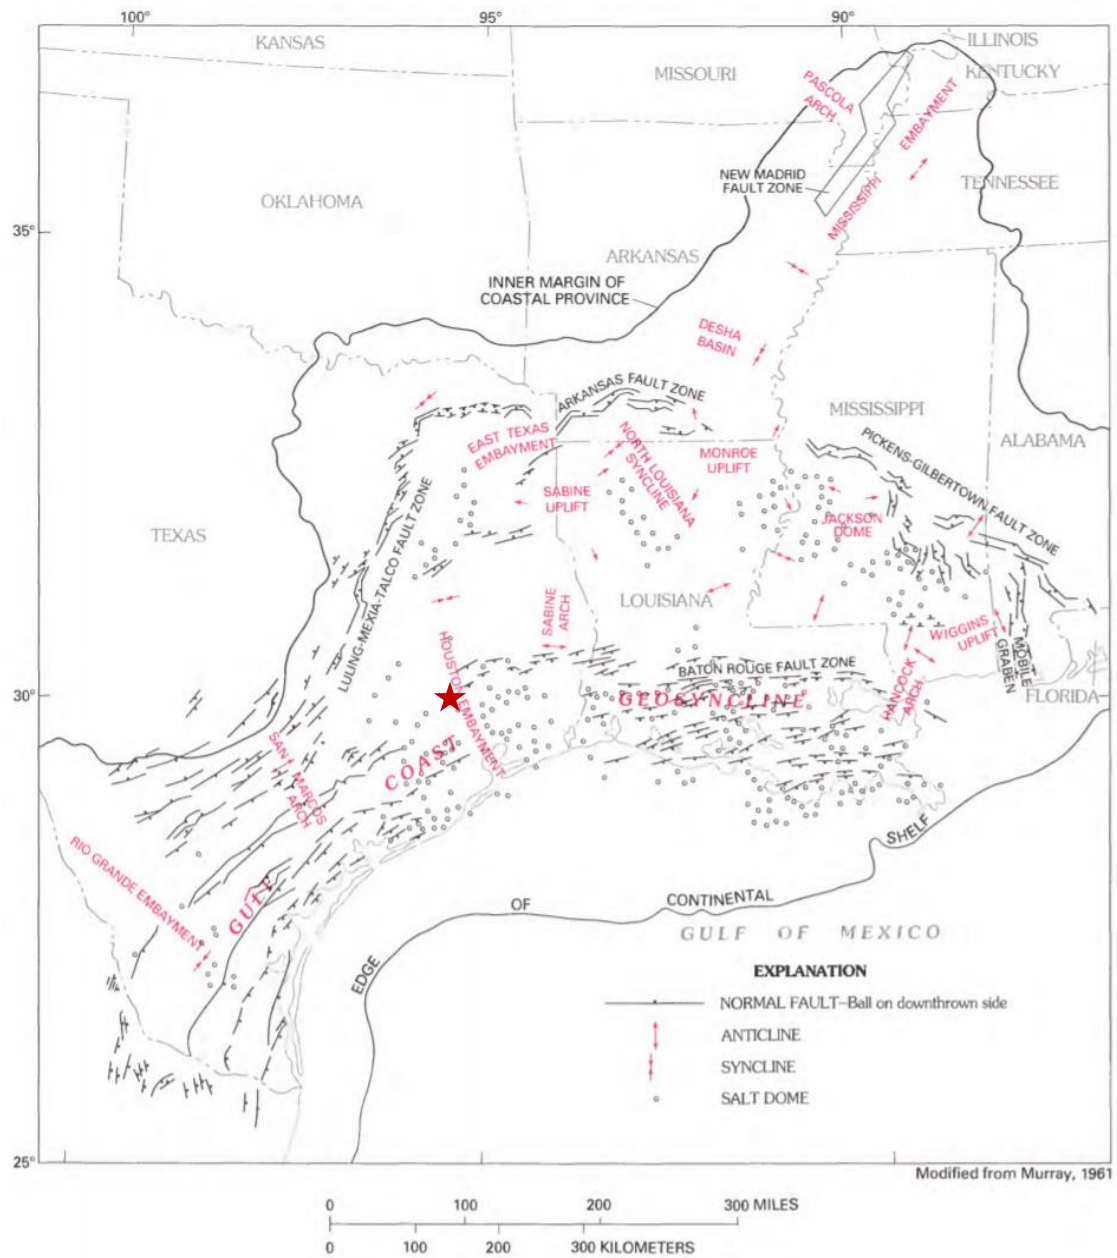 100°
95°
90°
KANSAS
MISSOURI
ILLINOIS
KENTUCKY
PASCOLA
ARCH
EMBAYMENT
NEW MADRID
FAULT ZONE
MISSISSIPPI
TENNESSEE
OKLAHOMA
35°
ARKANSAS
INNER MARGIN OF
COASTAL PROVINCE
DESHA
BASIN
ARKANSAS FAULT ZONE
MISSISSIPPI
ALABAMA
EAST TEXAS
EMBAYMENT
NORTH LOUISIANA
SYNCLINE
MONROE
UPLIFT
PICKENS-GILBERTOWN FAULT ZONE
SABINE
UPLIFT
JACKSON
DOME
TEXAS
LULING-MEXIA-TALCO FAULT ZONE
LOUISIANA
SABINE
ARCH
WIGGINS
UPLIFT
MOBILE
GRABEN
HOUSTON EMBAYMENT
BATON ROUGE FAULT ZONE
HANCOCK
ARCH
30°
FLORIDA
GULF COAST GEOSYNCLINE
SAN MARCOS
ARCH
RIO GRANDE EMBAYMENT
EDGE OF CONTINENTAL SHELF
GULF OF MEXICO
EXPLANATION
NORMAL FAULT—Ball on downthrown side
ANTICLINE
SYNCLINE
SALT DOME
25°
Modified from Murray, 1961
0 100 200 300 MILES
0 100 200 300 KILOMETERS